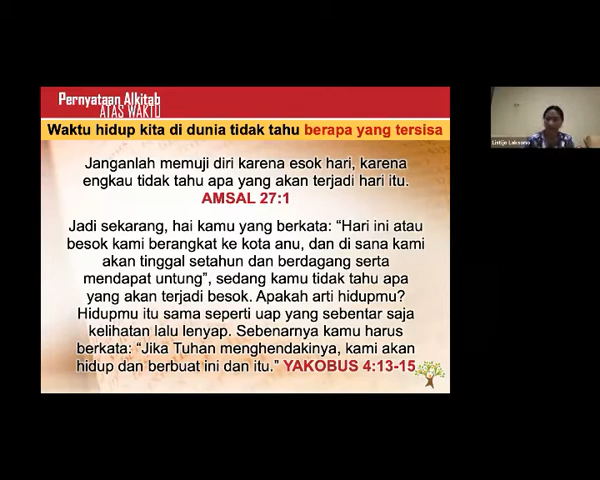 Pernyataan Alkitab
ATAS WAKTU
Waktu hidup kita di dunia tidak tahu berapa yang tersisa
Janganlah memuji diri karena esok hari, karena
engkau tidak tahu apa yang akan terjadi hari itu.
AMSAL 27:1
Jadi sekarang, hai kamu yang berkata: “Hari ini atau
besok kami berangkat ke kota anu, dan di sana kami
akan tinggal setahun dan berdagang serta
mendapat untung”, sedang kamu tidak tahu apa
yang akan terjadi besok. Apakah arti hidupmu?
Hidupmu itu sama seperti uap yang sebentar saja
kelihatan lalu lenyap. Sebenarnya kamu harus
berkata: “Jika Tuhan menghendakinya, kami akan
hidup dan berbuat ini dan itu.” YAKOBUS 4:13-15
Listijo Laksono